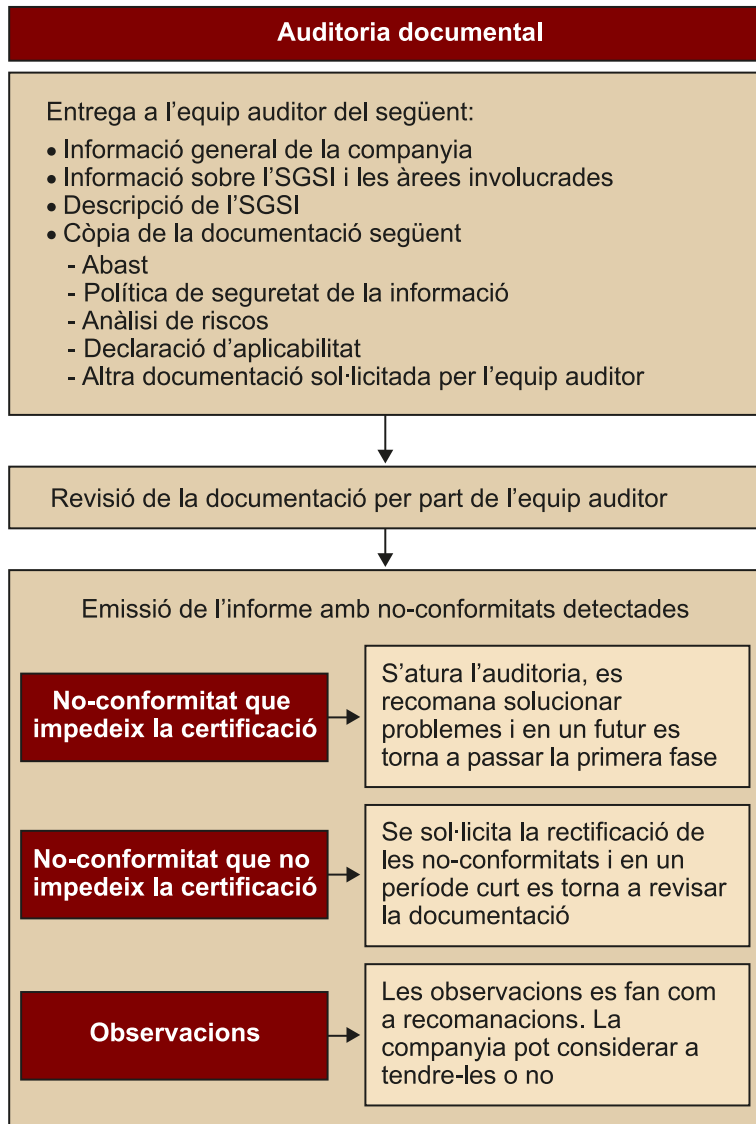 Auditoria documental
Entrega a l’equip auditor del següent:
• Informació general de la companyia
• Informació sobre l’SGSI i les àrees involucrades
• Descripció de l’SGSI
• Còpia de la documentació següent
- Abast
- Política de seguretat de la informació
- Anàlisi de riscos
- Declaració d’aplicabilitat
- Altra documentació sol·licitada per l’equip auditor
Revisió de la documentació per part de l’equip auditor
Emissió de l’informe amb no-conformitats detectades
No-conformitat que
impedeix la certificació
S’atura l’auditoria, es
recomana solucionar
problemes i en un futur es
torna a passar la primera fase
No-conformitat que no
impedeix la certificació
Se sol·licita la rectificació de
les no-conformitats i en un
període curt es torna a revisar
la documentació
Observacions
Les observacions es fan com
a recomanacions. La
companyia pot considerar a
tendre-les o no